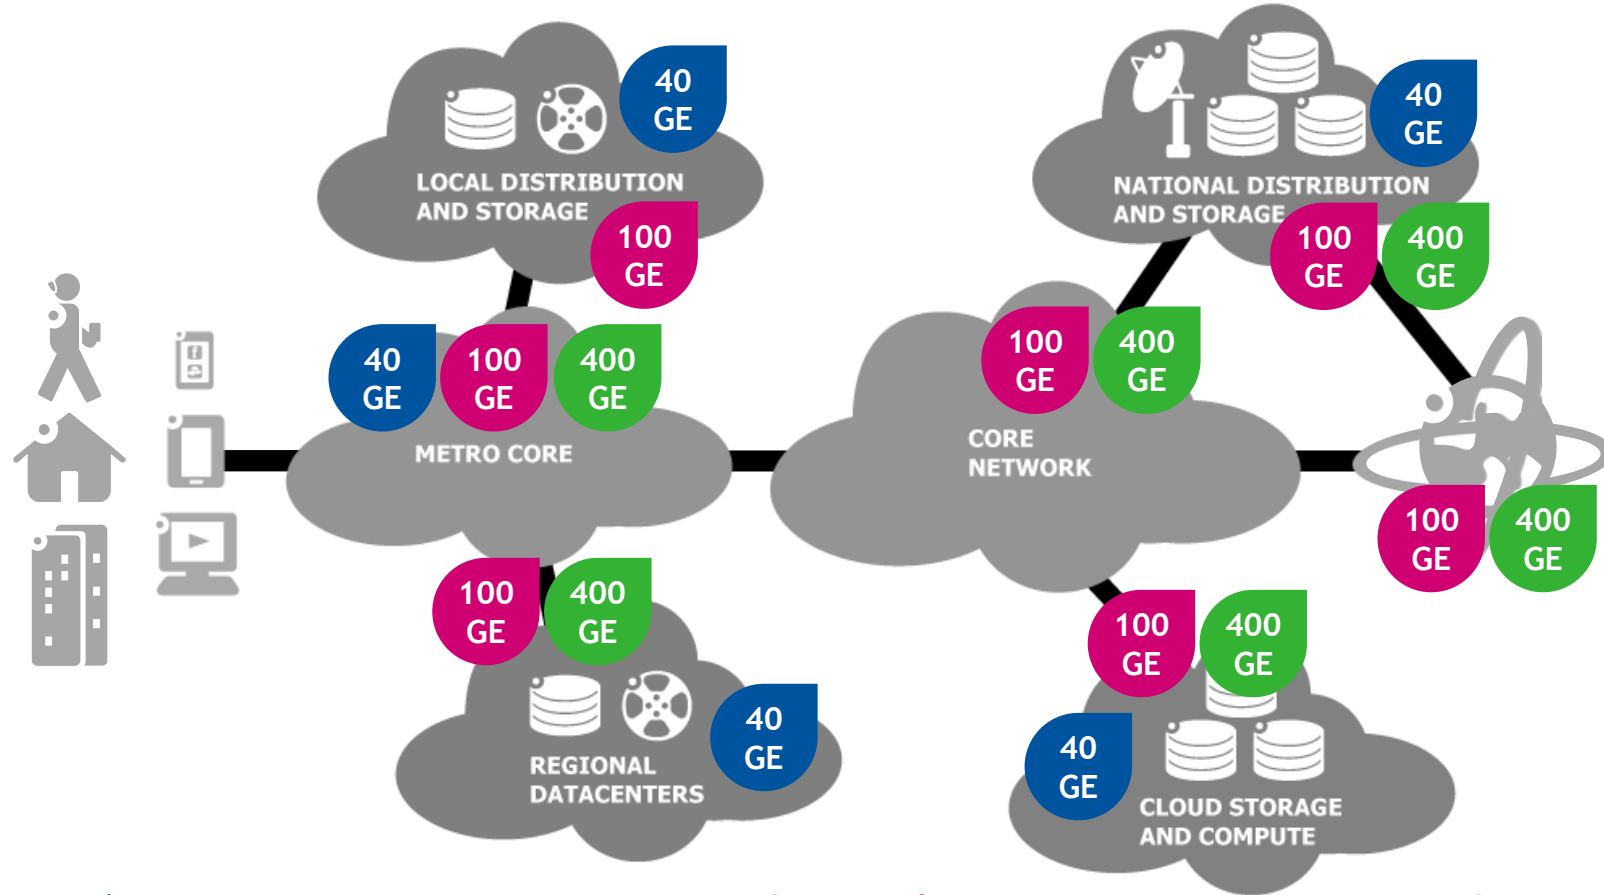 40
GE
LOCAL DISTRIBUTION
AND STORAGE
100
GE
40
GE
NATIONAL DISTRIBUTION
AND STORAGE
100
GE
400
GE
40
GE
100
GE
400
GE
METRO CORE
100
GE
400
GE
CORE
NETWORK
100
GE
400
GE
100
GE
400
GE
40
GE
REGIONAL
DATACENTERS
100
GE
400
GE
40
GE
CLOUD STORAGE
AND COMPUTE
f